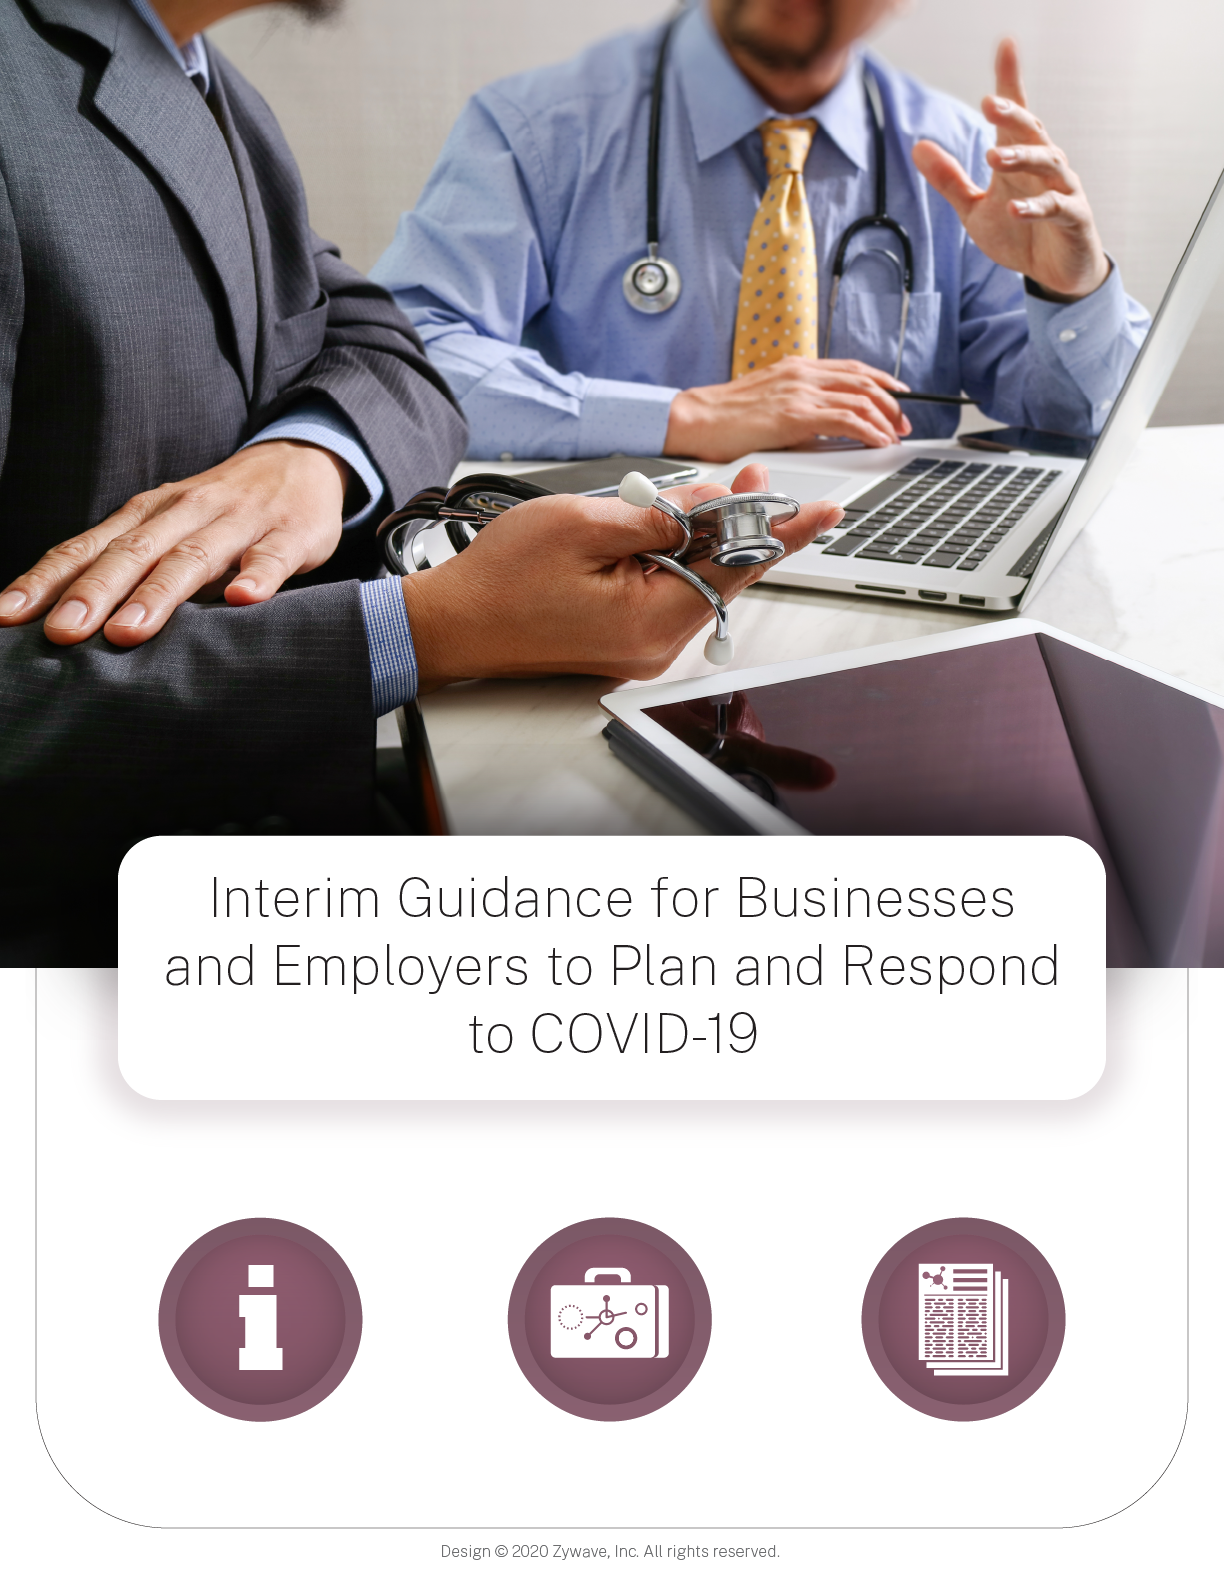 Interim Guidance for Businesses
and Employers to Plan and Respond
to COVID-19
Design © 2020 Zywave, Inc. All rights reserved.